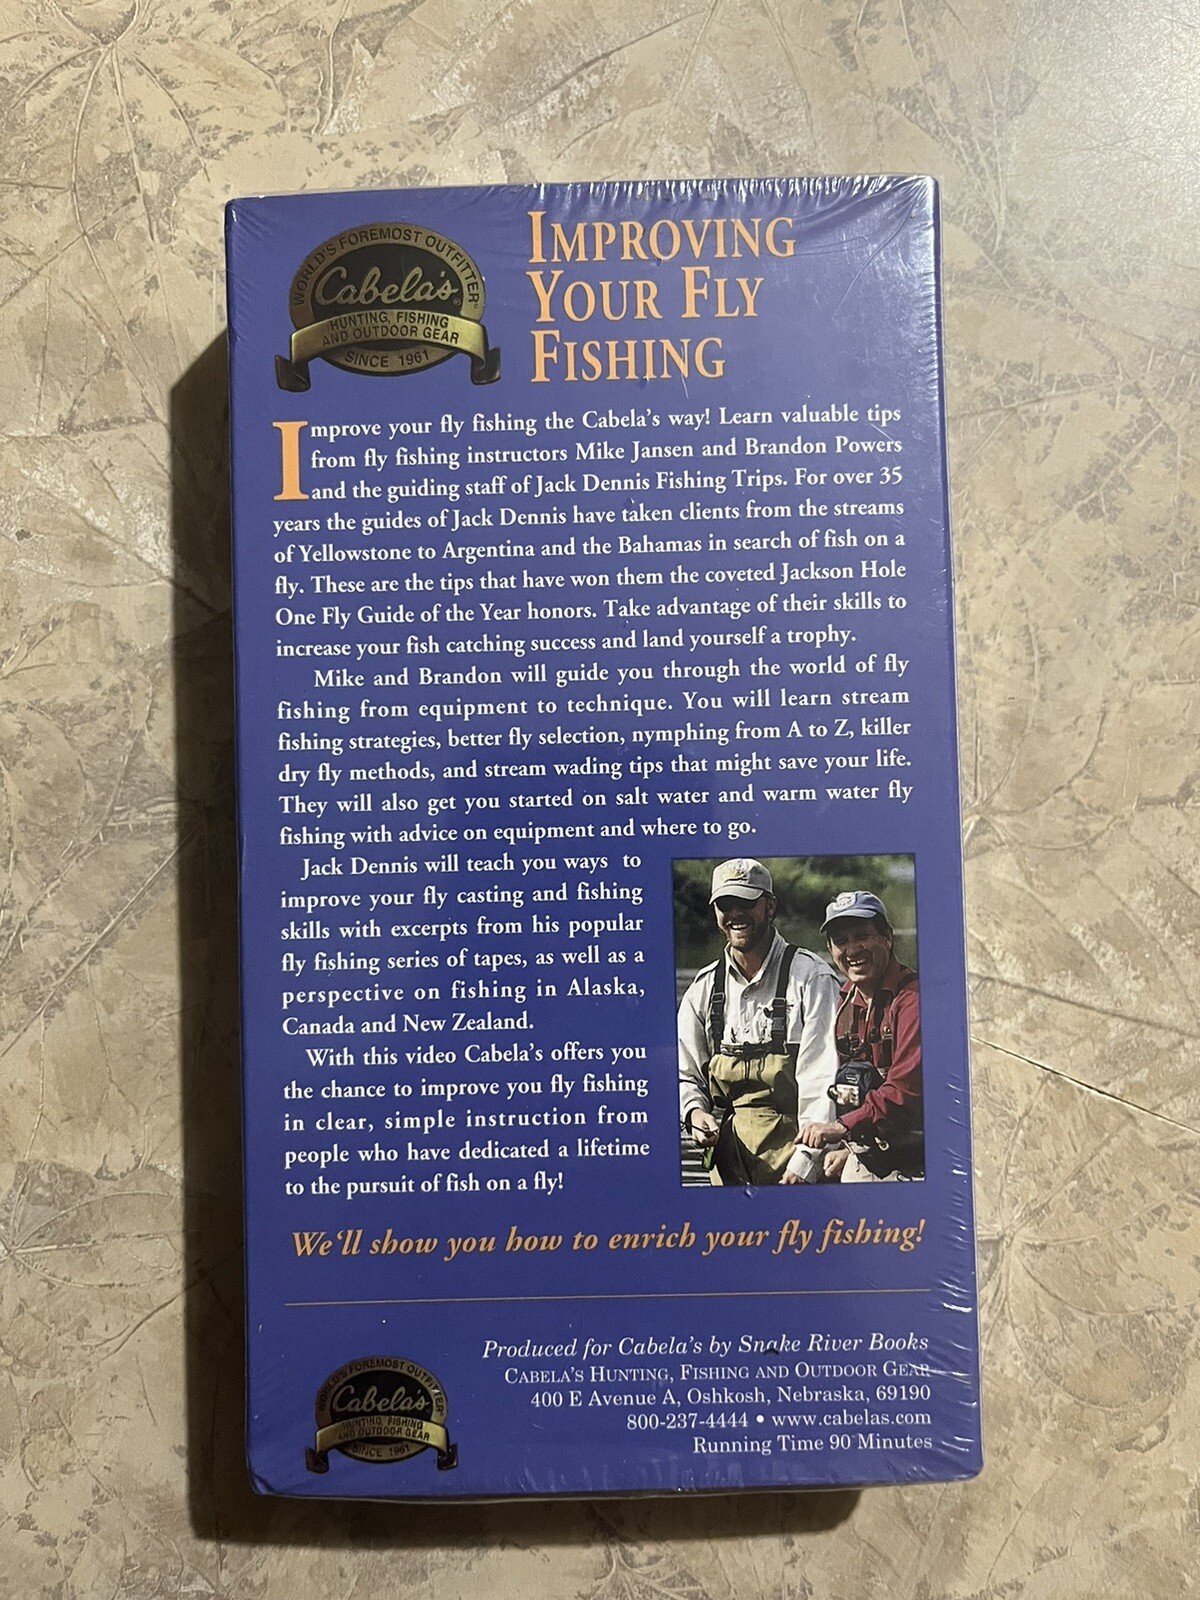 WORLD'S FOREMOST OUTFITTER
Cabela's®
HUNTING, FISHING
AND OUTDOOR GEAR
SINCE 1961
IMPROVING
YOUR FLY
FISHING
Improve your fly fishing the Cabela's way! Learn valuable tips
from fly fishing instructors Mike Jansen and Brandon Powers
and the guiding staff of Jack Dennis Fishing Trips. For over 35
years the guides of Jack Dennis have taken clients from the streams
of Yellowstone to Argentina and the Bahamas in search of fish on a
fly. These are the tips that have won them the coveted Jackson Hole
One Fly Guide of the Year honors. Take advantage of their skills to
increase your fish catching success and land yourself a trophy.
Mike and Brandon will guide you through the world of fly
fishing from equipment to technique. You will learn stream
fishing strategies, better fly selection, nymphing from A to Z, killer
dry fly methods, and stream wading tips that might save your life.
They will also get you started on salt water and warm water fly
fishing with advice on equipment and where to go.
Jack Dennis will teach you ways to
improve your fly casting and fishing
skills with excerpts from his popular
fly fishing series of tapes, as well as a
perspective on fishing in Alaska,
Canada and New Zealand.
With this video Cabela's offers you
the chance to improve you fly fishing
in clear, simple instruction from
people who have dedicated a lifetime
to the pursuit of fish on a fly!
We'll show you how to enrich your fly fishing!
Produced for Cabela's by Snake River Books
CABELA'S HUNTING, FISHING AND OUTDOOR GEAR
400 E Avenue A, Oshkosh, Nebraska, 69190
800-237-4444 • www.cabelas.com
Running Time 90 Minutes
WORLD'S FOREMOST OUTFITTER
Cabela's
HUNTING, FISHING
AND OUTDOOR GEAR
SINCE 1961